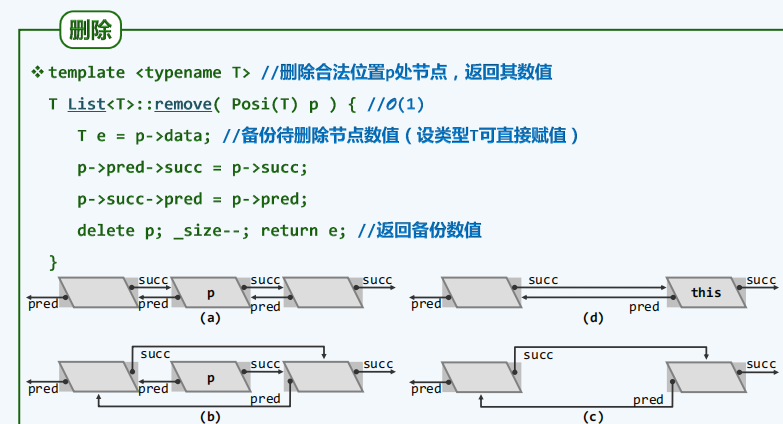 删除
❖template <typename T> //删除合法位置p处节点，返回其数值
T List<T>::remove( Posi(T) p ) { //O(1)
T e = p->data; //备份待删除节点数值（设类型T可直接赋值）
p->pred->succ = p->succ;
p->succ->pred = p->pred;
delete p; _size--; return e; //返回备份数值
}
succ succ succ
p
pred pred pred
(a)
succ succ
this
pred pred
(d)
succ succ succ
p
pred pred pred
(b)
succ succ
pred pred
(c)